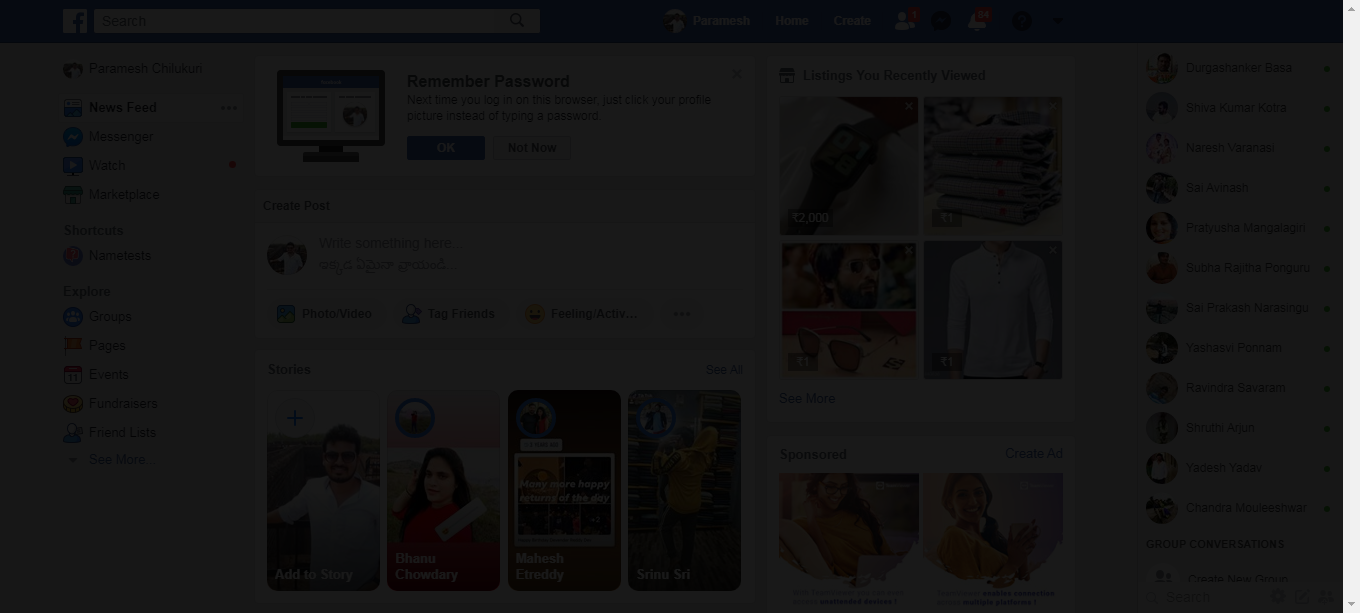 Search
Paramesh
Home
Create
1
84
Paramesh Chilukuri
News Feed
Messenger
Watch
Marketplace
Shortcuts
Nametests
Explore
Groups
Pages
Events
Fundraisers
Friend Lists
See More...
Remember Password
Next time you log in on this browser, just click your profile
picture instead of typing a password.
OK
Not Now
Create Post
Write something here...
ఇక్కడ ఏమైనా వ్రాయండి...
Photo/Video
Tag Friends
Feeling/Activ...
Stories
See All
Add to Story
Bhanu
Chowdary
Many more happy
returns of the day
Mahesh
Etreddy
Srinu Sri
Listings You Recently Viewed
₹2,000
₹1
₹1
₹1
See More
Sponsored
Create Ad
Durgashanker Basa
Shiva Kumar Kotra
Naresh Varanasi
Sai Avinash
Pratyusha Mangalagiri
Subha Rajitha Ponguru
Sai Prakash Narasingu
Yashasvi Ponnam
Ravindra Savaram
Shruthi Arjun
Yadesh Yadav
Chandra Mouleeshwar
GROUP CONVERSATIONS
Create New Group
Search